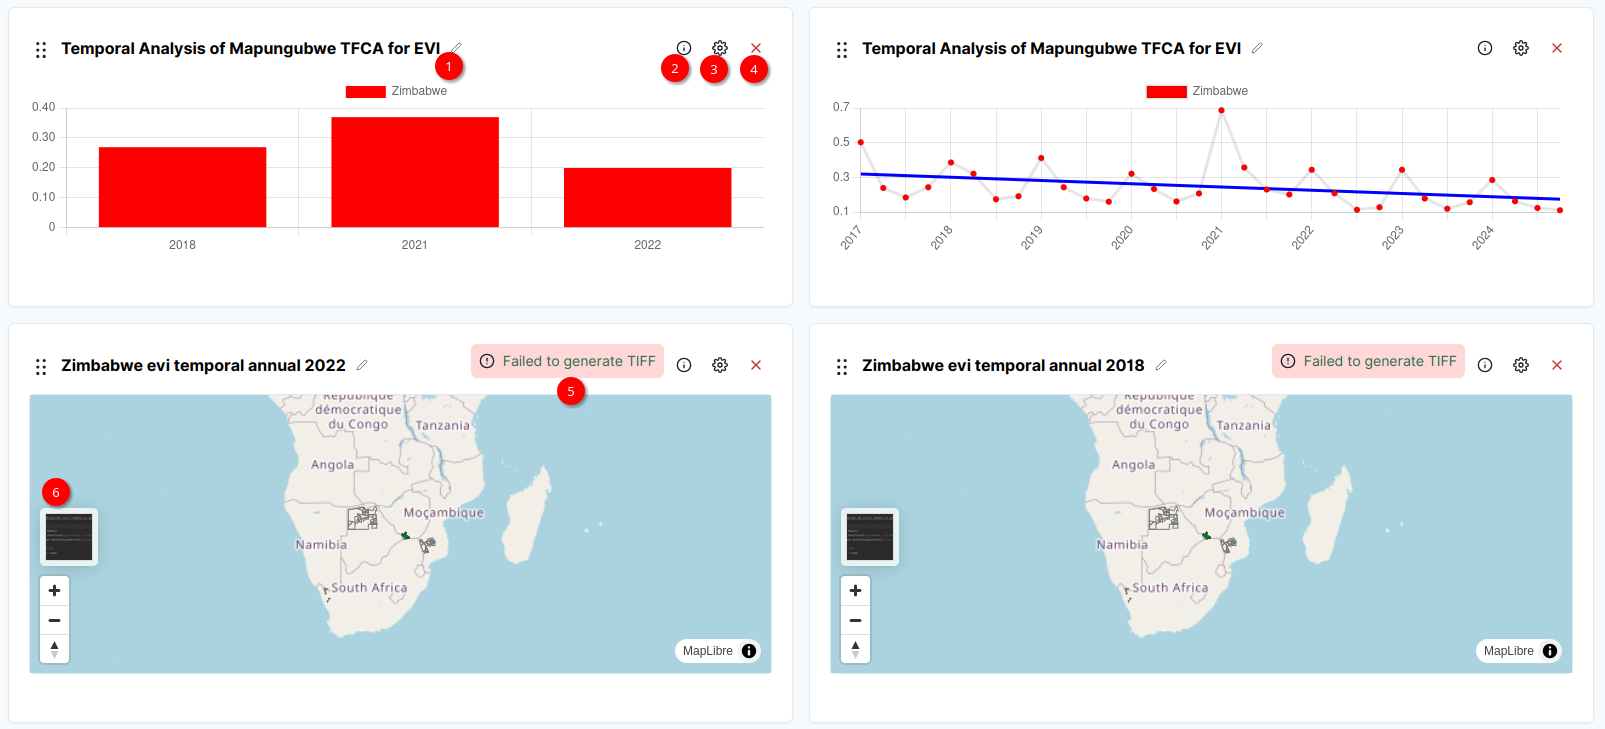 Temporal Analysis of Mapungubwe TFCA for EVI
1
2
3
4
Zimbabwe
0.40
0.30
0.20
0.10
0
2018
2021
2022
Temporal Analysis of Mapungubwe TFCA for EVI
Zimbabwe
0.7
0.5
0.3
0.1
2017
2018
2019
2020
2021
2022
2023
2024
Zimbabwe evi temporal annual 2022
Failed to generate TIFF
5
République
démocratique
du Congo
Tanzania
Angola
6
Moçambique
Namibia
South Africa
MapLibre
Zimbabwe evi temporal annual 2018
Failed to generate TIFF
République
démocratique
du Congo
Tanzania
Angola
Moçambique
Namibia
South Africa
MapLibre